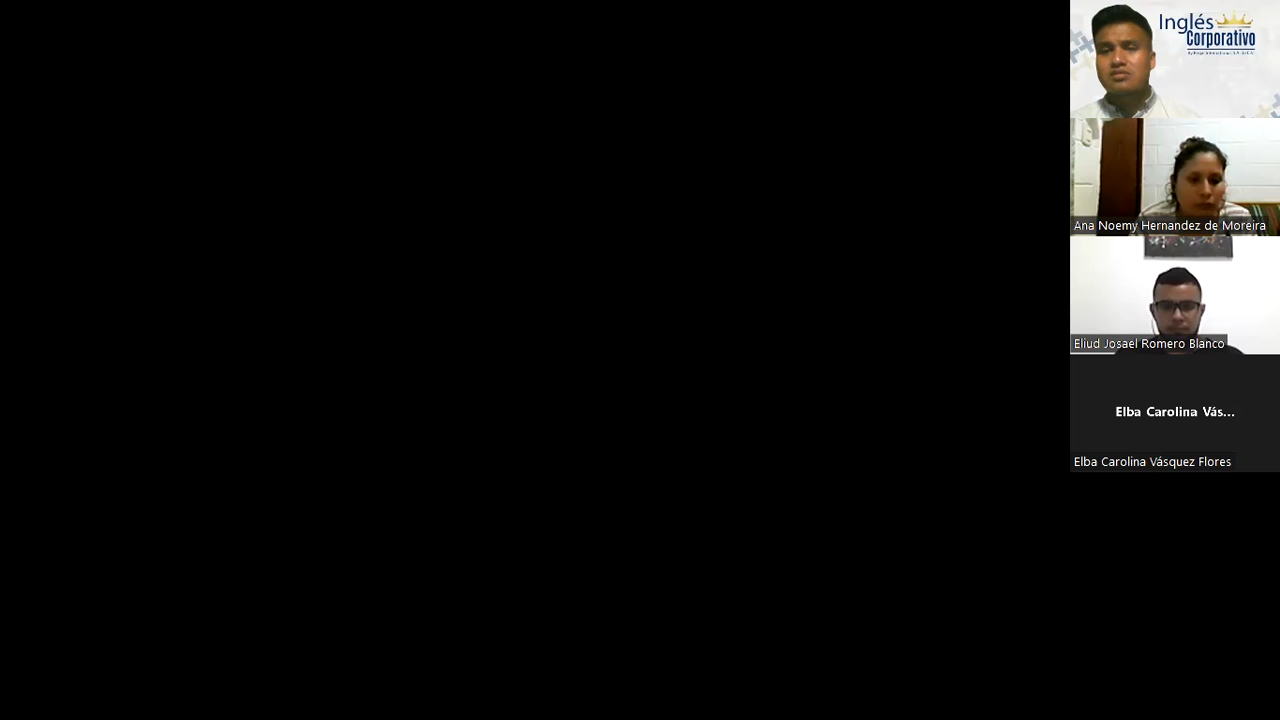 Inglés
Corporativo
Ana Noemy Hernandez de Moreira
Eliud Josael Romero Blanco
Elba Carolina Vás...
Elba Carolina Vásquez Flores